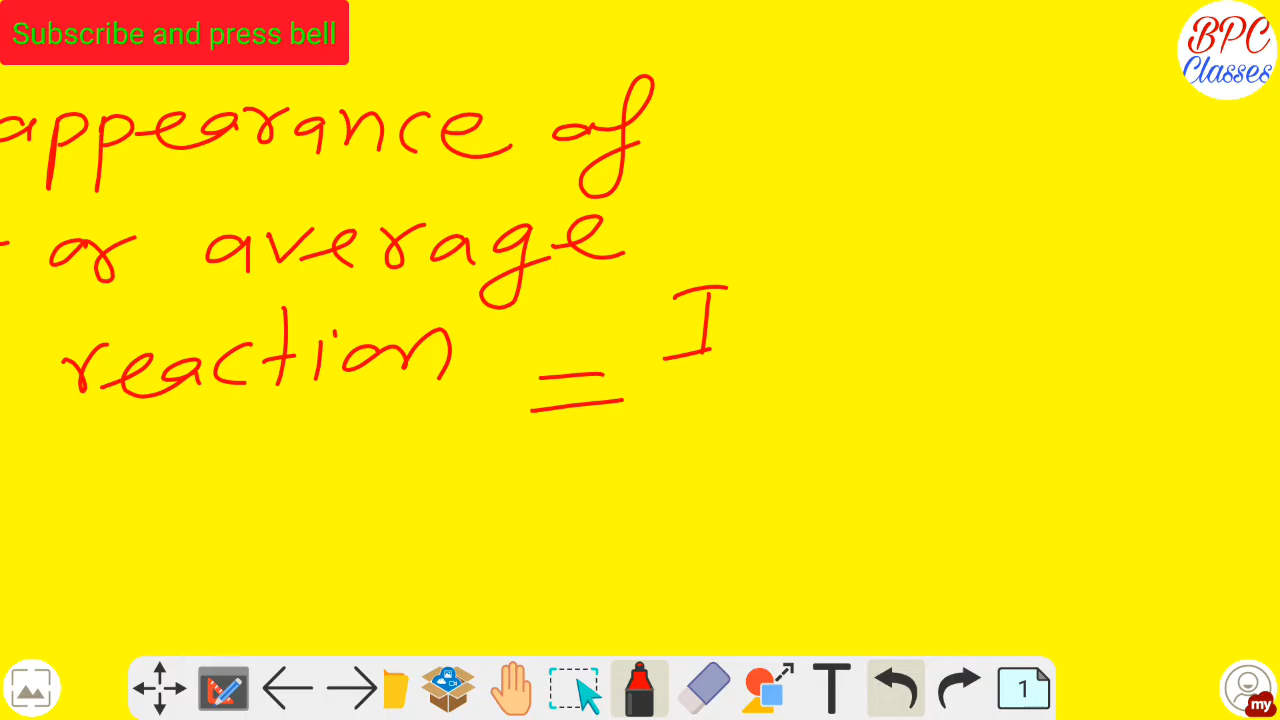 Subscribe and press bell
BPC
Classes
appearance of
or average
reaction = I
1
my